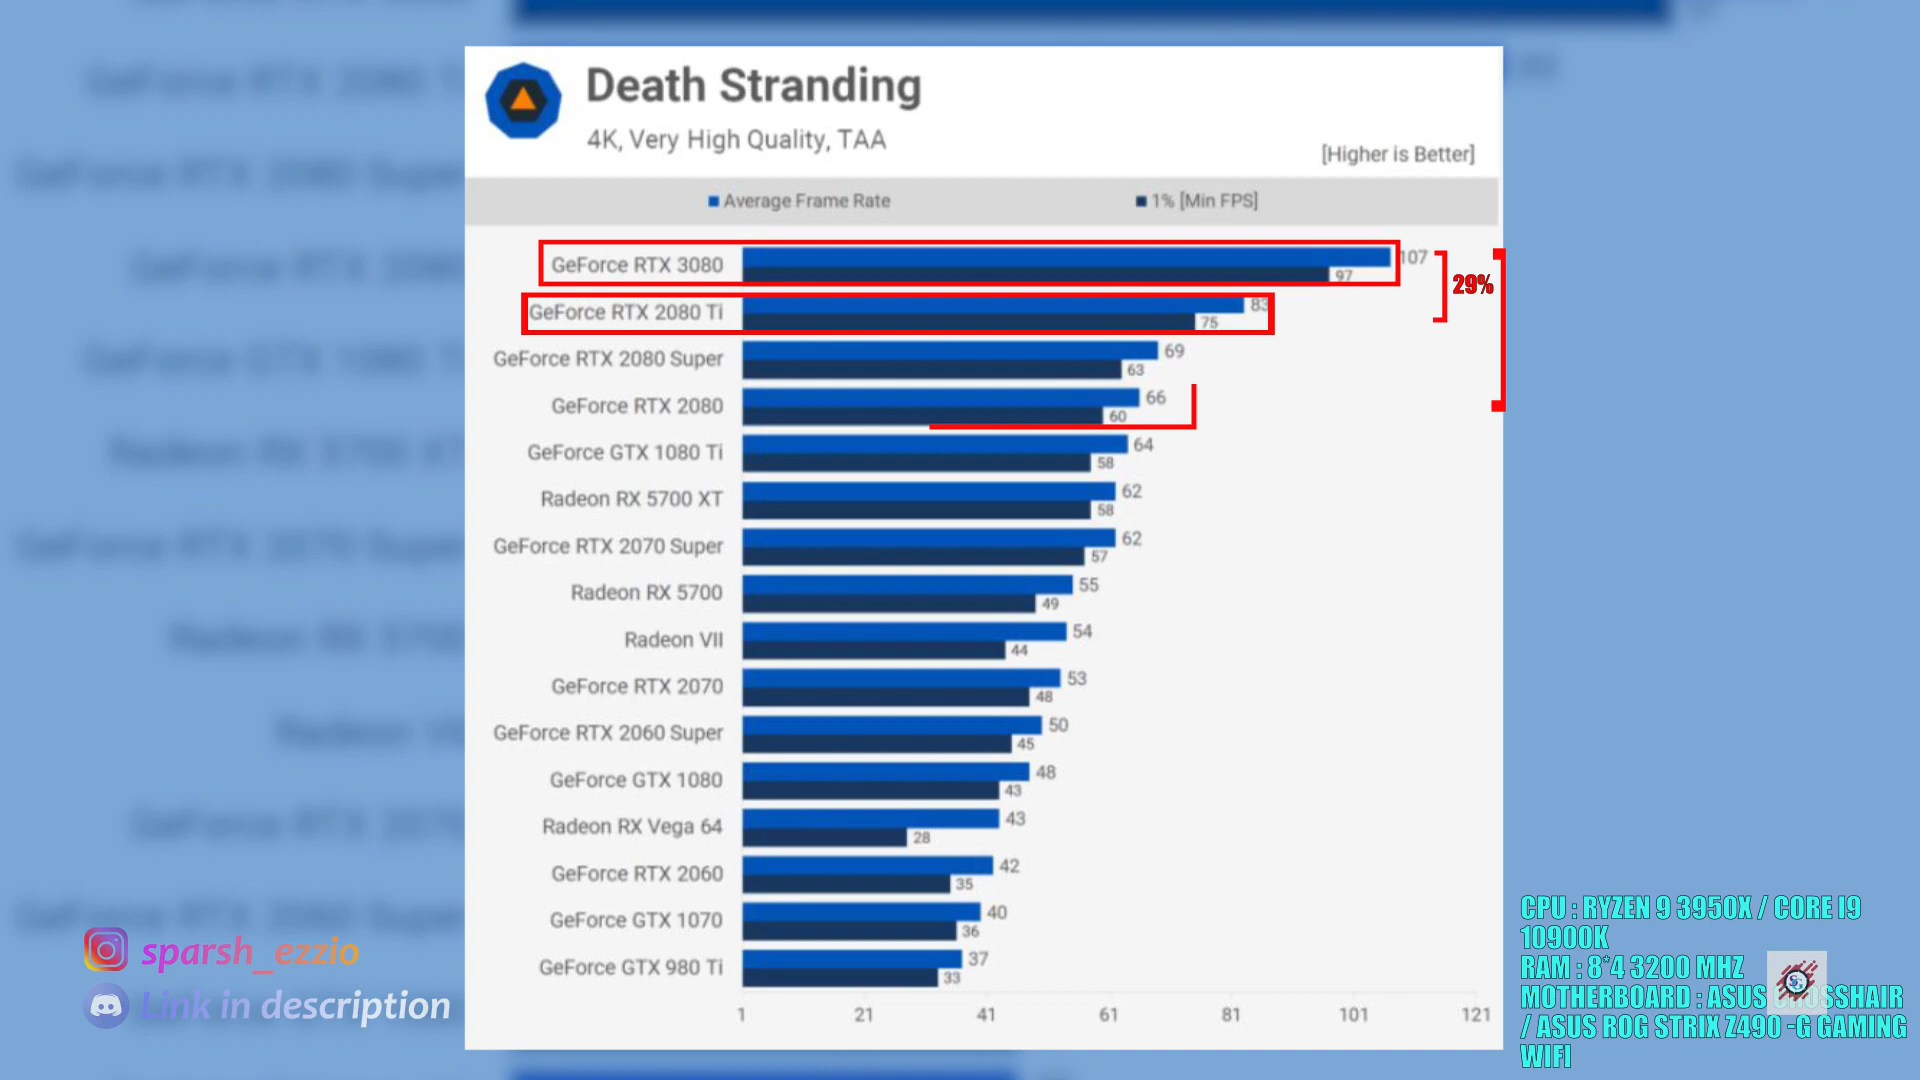 Death Stranding
4K, Very High Quality, TAA
[Higher is Better]
Average Frame Rate
1% [Min FPS]
GeForce RTX 3080
107
97
29%
GeForce RTX 2080 Ti
83
75
GeForce RTX 2080 Super
69
63
GeForce RTX 2080
66
60
GeForce GTX 1080 Ti
64
58
Radeon RX 5700 XT
62
58
GeForce RTX 2070 Super
62
57
Radeon RX 5700
55
49
Radeon VII
54
44
GeForce RTX 2070
53
48
GeForce RTX 2060 Super
50
45
GeForce GTX 1080
48
43
Radeon RX Vega 64
43
28
GeForce RTX 2060
42
35
GeForce GTX 1070
40
36
GeForce GTX 980 Ti
37
33
1 21 41 61 81 101 121
sparsh_ezzio
Link in description
CPU : RYZEN 9 3950X / CORE I9
10900K
RAM : 8*4 3200 MHZ
MOTHERBOARD : ASUS CROSSHAIR
/ ASUS ROG STRIX Z490 -G GAMING
WIFI